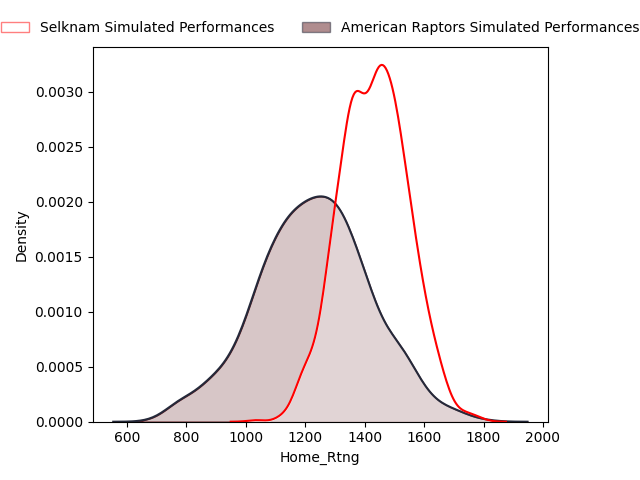 Selknam Simulated Performances
American Raptors Simulated Performances
0.0030
0.0025
0.0020
0.0015
0.0010
0.0005
0.0000
Density
600 800 1000 1200 1400 1600 1800 2000
Home_Rtng